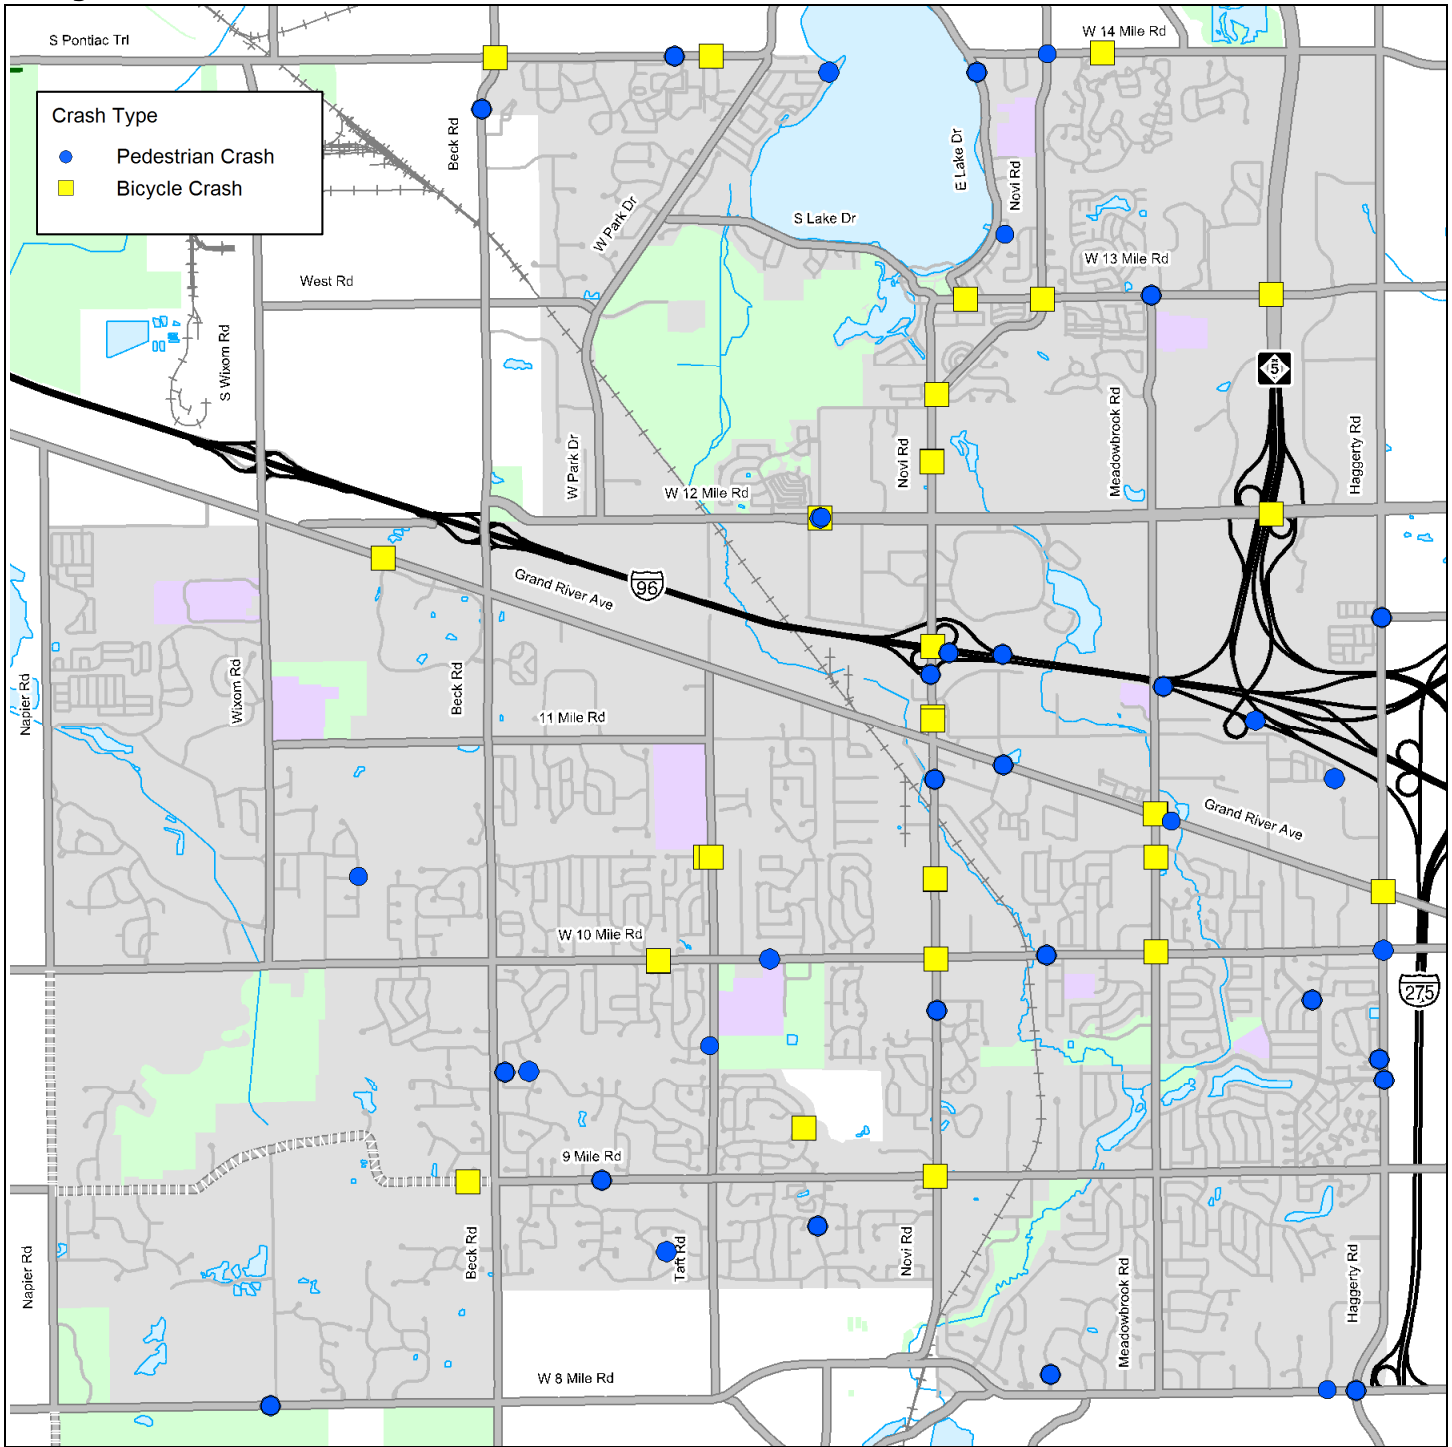 S Pontiac Trl
W 14 Mile Rd
Crash Type
Pedestrian Crash
Bicycle Crash
Beck Rd
E Lake Dr
Novi Rd
W Park Dr
S Lake Dr
W 13 Mile Rd
West Rd
S Wixom Rd
5
Meadowbrook Rd
Haggerty Rd
W Park Dr
Novi Rd
W 12 Mile Rd
Grand River Ave
96
Napier Rd
Wixom Rd
Beck Rd
11 Mile Rd
Grand River Ave
W 10 Mile Rd
275
9 Mile Rd
Napier Rd
Beck Rd
Taft Rd
Novi Rd
Meadowbrook Rd
Haggerty Rd
W 8 Mile Rd